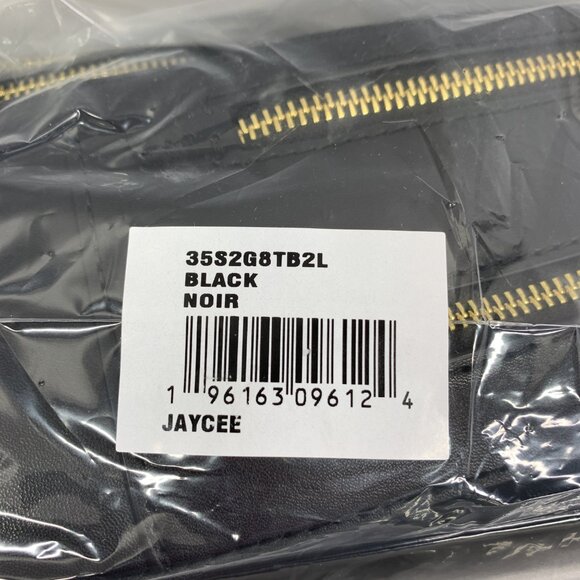 35S2G8TB2L
BLACK
NOIR
1 96163 09612 4
JAYCEE